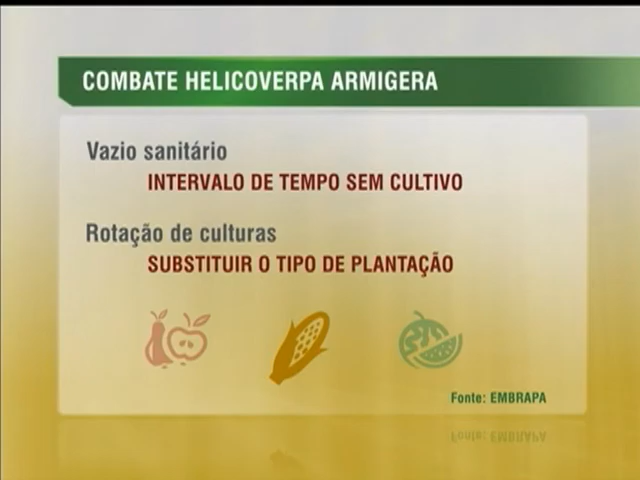 COMBATE HELICOVERPA ARMIGERA
Vazio sanitário
INTERVALO DE TEMPO SEM CULTIVO
Rotação de culturas
SUBSTITUIR O TIPO DE PLANTAÇÃO
Fonte: EMBRAPA